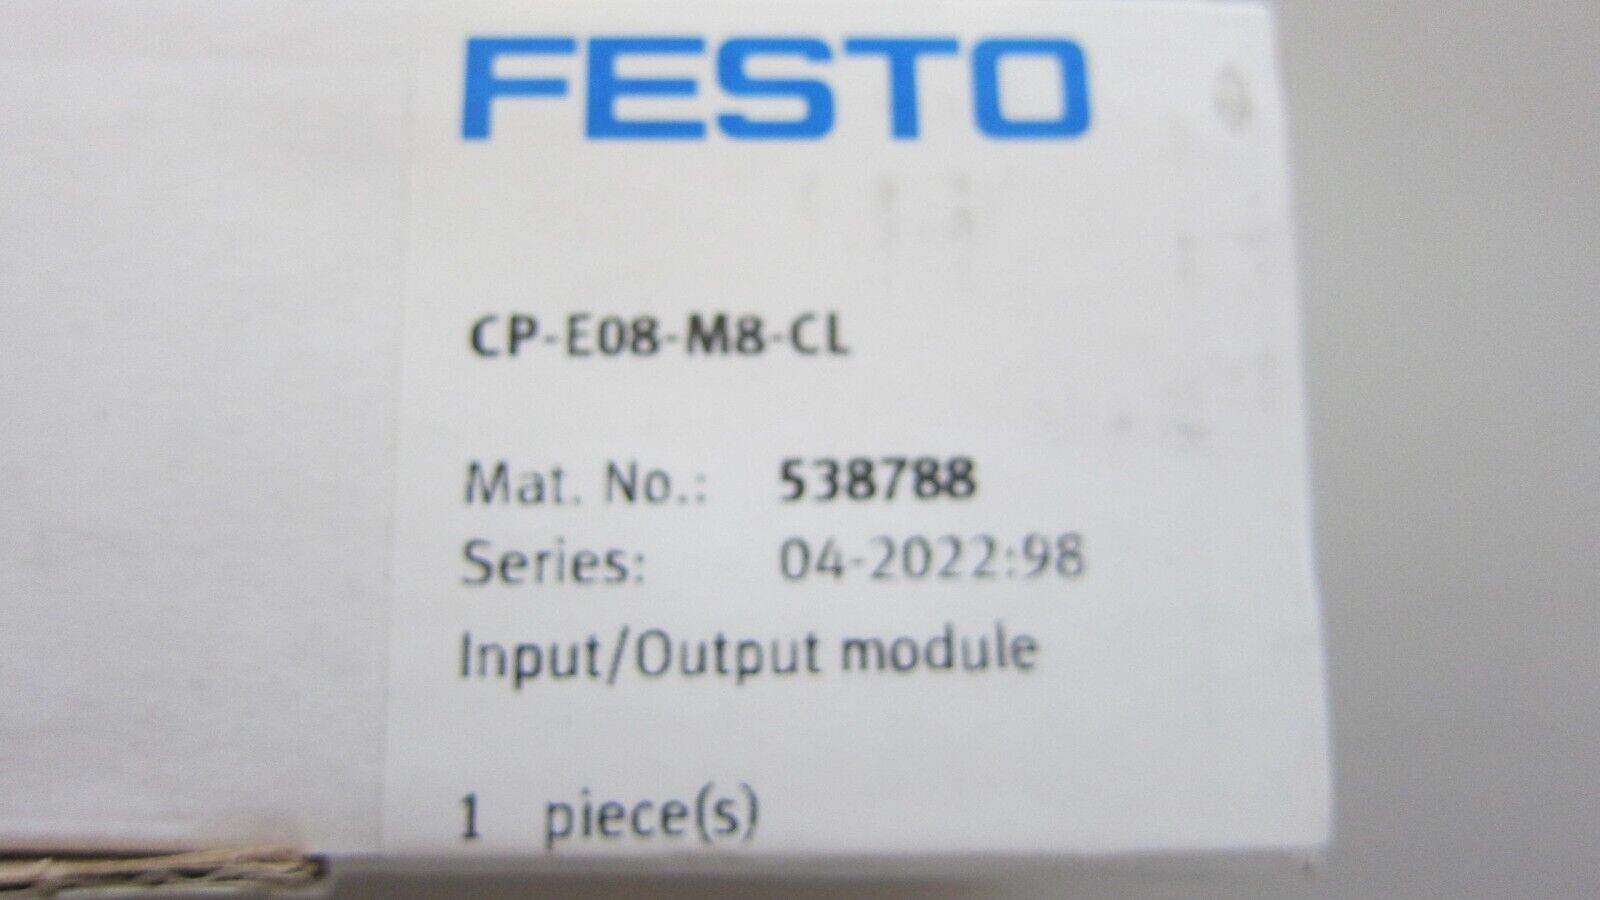 FESTO
CP-E08-M8-CL
Mat. No.: 538788
Series: 04-2022:98
Input/Output module
1 piece(s)